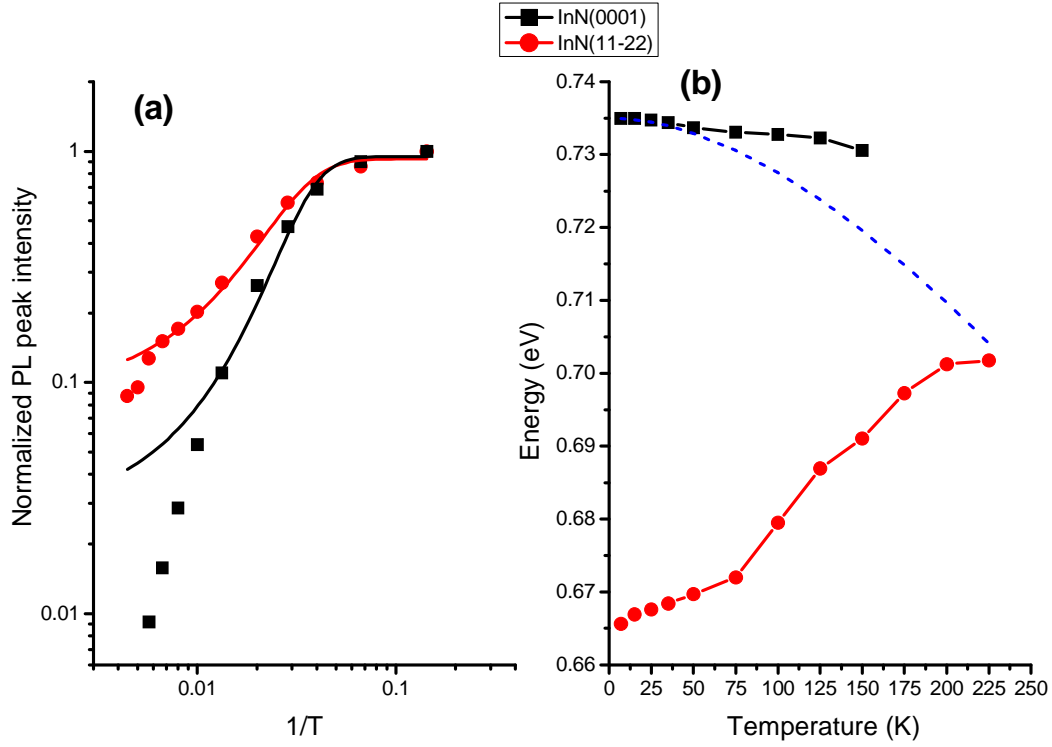 InN(0001)
InN(11-22)
(a)
Normalized PL peak intensity
1
0.1
0.01
0.01
0.1
1/T
(b)
Energy (eV)
0.74
0.73
0.72
0.71
0.70
0.69
0.68
0.67
0.66
0 25 50 75 100 125 150 175 200 225 250
Temperature (K)